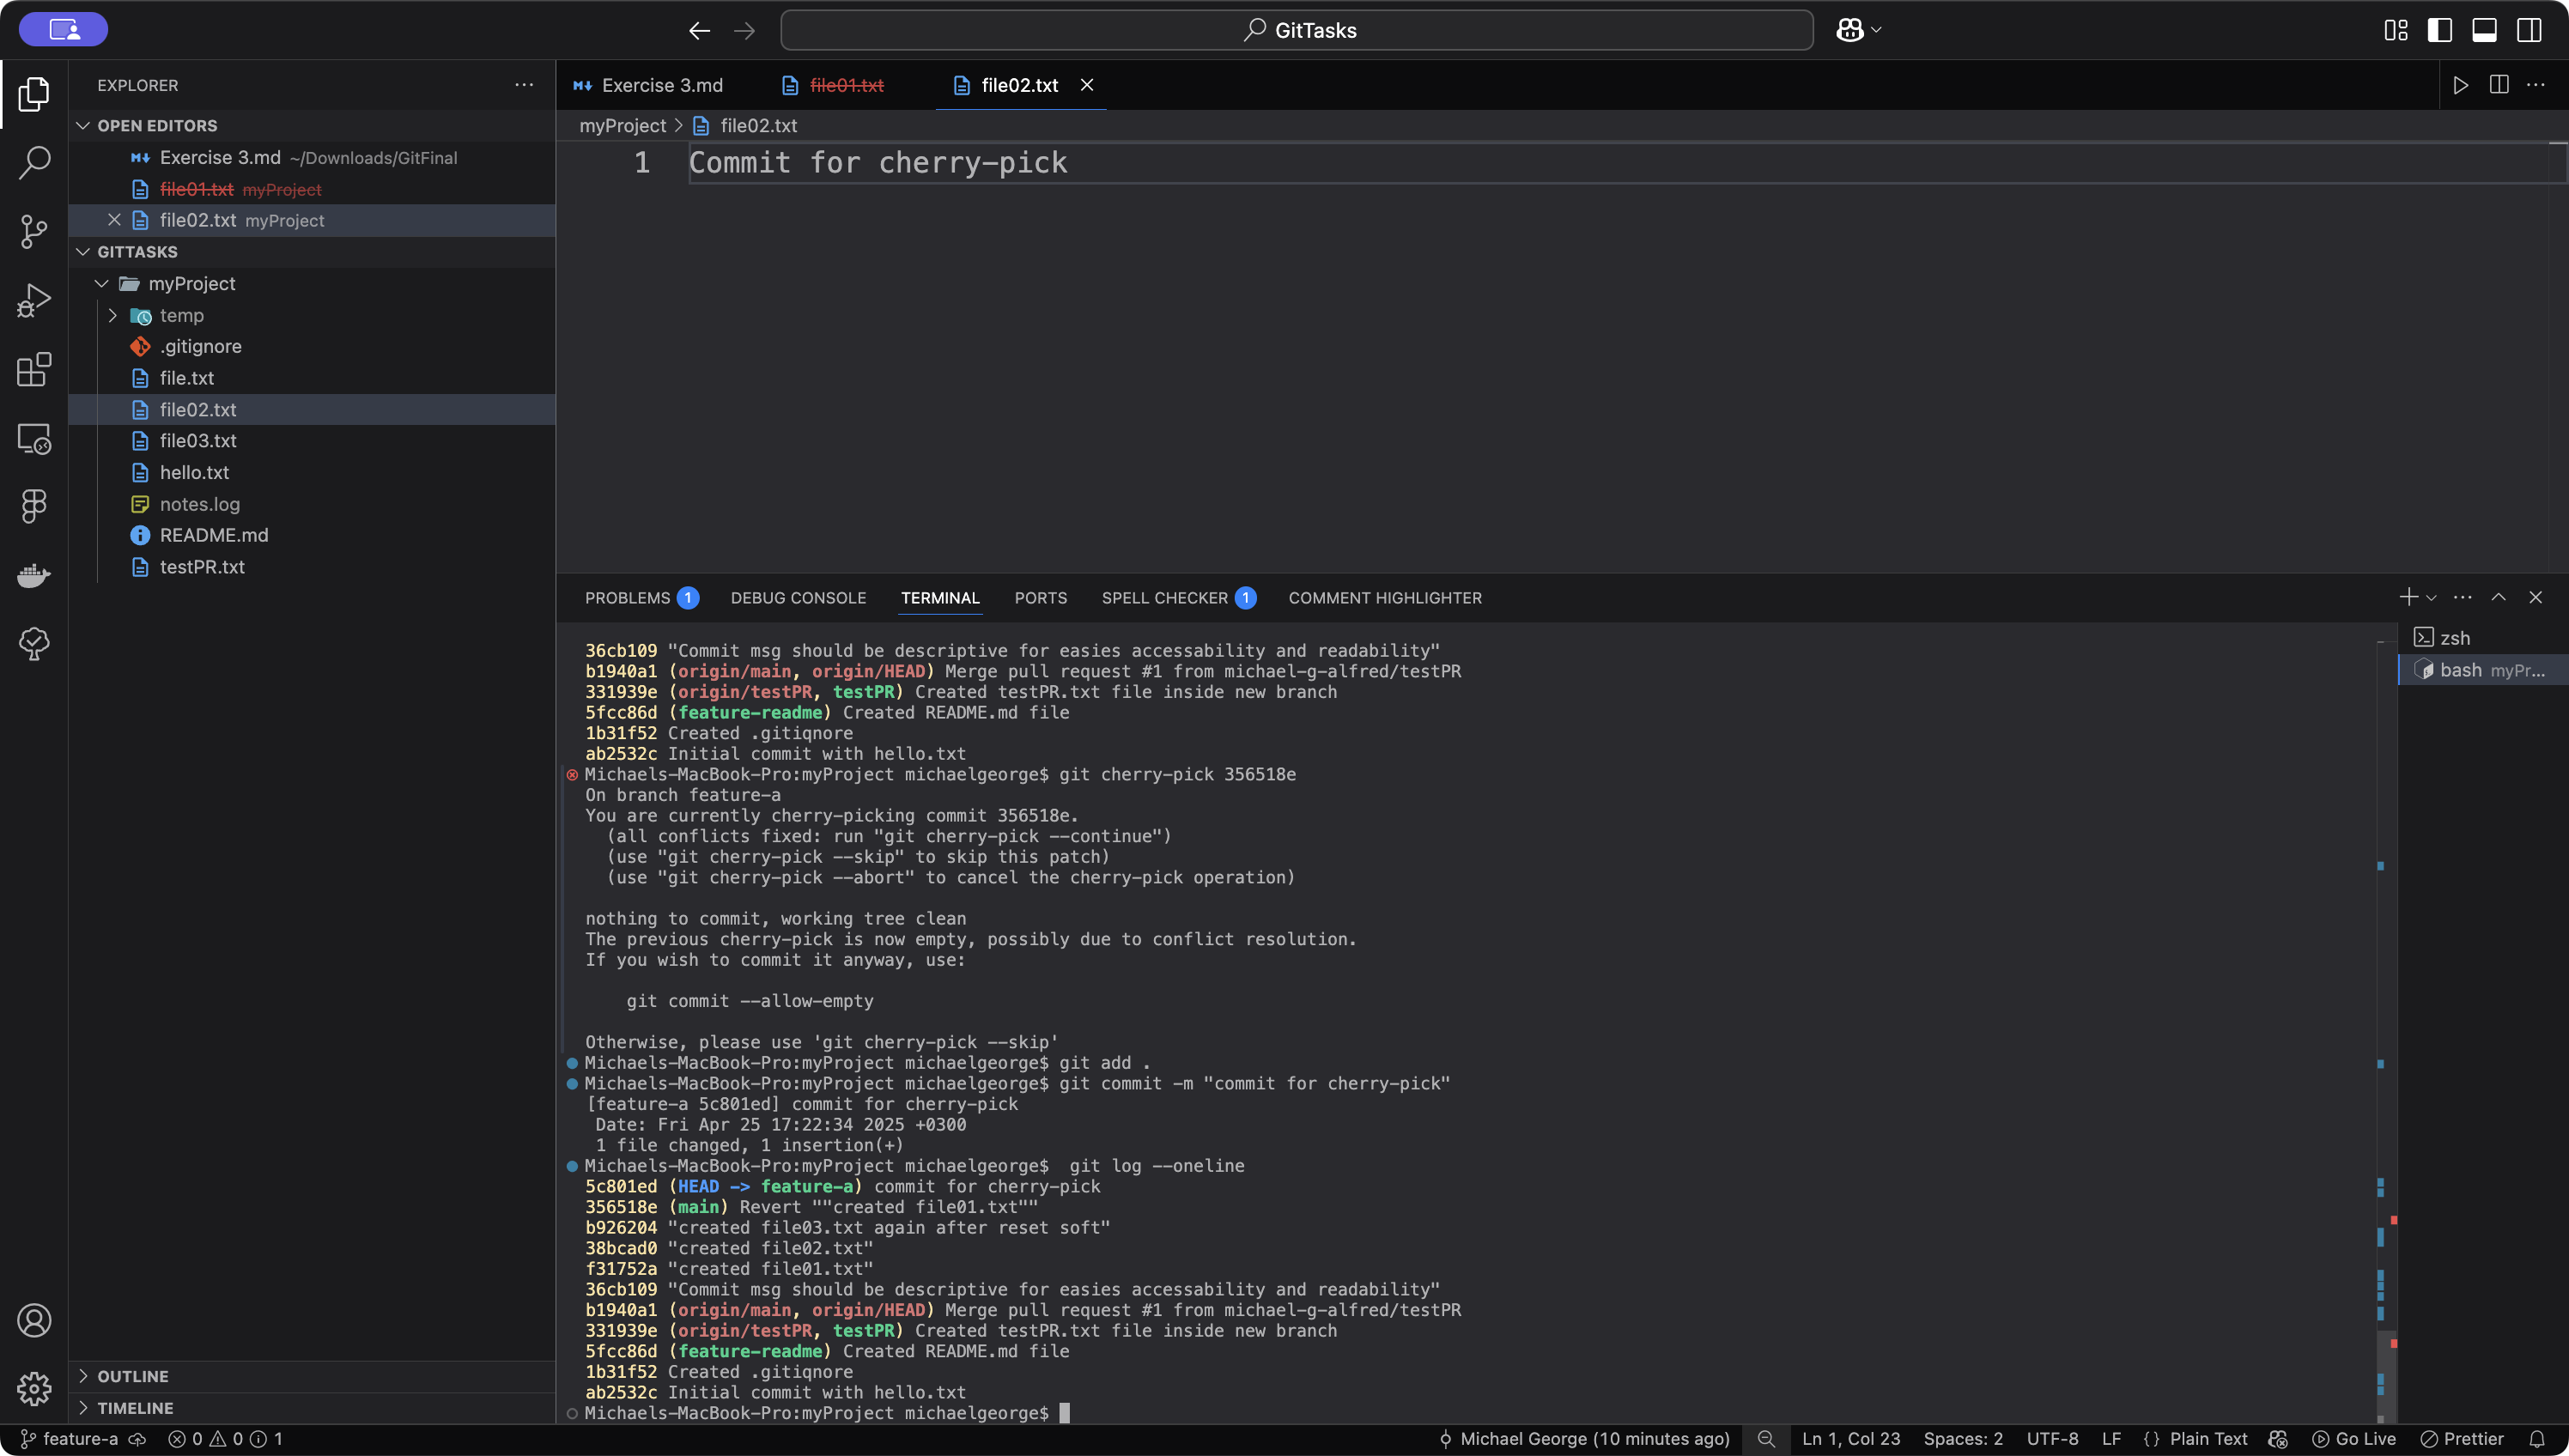 GitTasks
EXPLORER
OPEN EDITORS
Exercise 3.md ~/Downloads/GitFinal
file01.txt myProject
file02.txt myProject
GITTASKS
myProject
temp
.gitignore
file.txt
file02.txt
file03.txt
hello.txt
notes.log
README.md
testPR.txt
OUTLINE
TIMELINE
Exercise 3.md
file01.txt
file02.txt
myProject > file02.txt
1 Commit for cherry-pick
PROBLEMS 1 DEBUG CONSOLE TERMINAL PORTS SPELL CHECKER 1 COMMENT HIGHLIGHTER
36cb109 "Commit msg should be descriptive for easies accessability and readability"
b1940a1 (origin/main, origin/HEAD) Merge pull request #1 from michael-g-alfred/testPR
331939e (origin/testPR, testPR) Created testPR.txt file inside new branch
5fcc86d (feature-readme) Created README.md file
1b31f52 Created .gitiqnore
ab2532c Initial commit with hello.txt
Michaels-MacBook-Pro:myProject michaelgeorge$ git cherry-pick 356518e
On branch feature-a
You are currently cherry-picking commit 356518e.
(all conflicts fixed: run "git cherry-pick --continue")
(use "git cherry-pick --skip" to skip this patch)
(use "git cherry-pick --abort" to cancel the cherry-pick operation)
nothing to commit, working tree clean
The previous cherry-pick is now empty, possibly due to conflict resolution.
If you wish to commit it anyway, use:
git commit --allow-empty
Otherwise, please use 'git cherry-pick --skip'
Michaels-MacBook-Pro:myProject michaelgeorge$ git add .
Michaels-MacBook-Pro:myProject michaelgeorge$ git commit -m "commit for cherry-pick"
[feature-a 5c801ed] commit for cherry-pick
Date: Fri Apr 25 17:22:34 2025 +0300
1 file changed, 1 insertion(+)
Michaels-MacBook-Pro:myProject michaelgeorge$  git log --oneline
5c801ed (HEAD -> feature-a) commit for cherry-pick
356518e (main) Revert ""created file01.txt""
b926204 "created file03.txt again after reset soft"
38bcad0 "created file02.txt"
f31752a "created file01.txt"
36cb109 "Commit msg should be descriptive for easies accessability and readability"
b1940a1 (origin/main, origin/HEAD) Merge pull request #1 from michael-g-alfred/testPR
331939e (origin/testPR, testPR) Created testPR.txt file inside new branch
5fcc86d (feature-readme) Created README.md file
1b31f52 Created .gitiqnore
ab2532c Initial commit with hello.txt
Michaels-MacBook-Pro:myProject michaelgeorge$
zsh
bash myPr...
feature-a 0 0 1 Michael George (10 minutes ago) Ln 1, Col 23 Spaces: 2 UTF-8 LF {} Plain Text Go Live Prettier